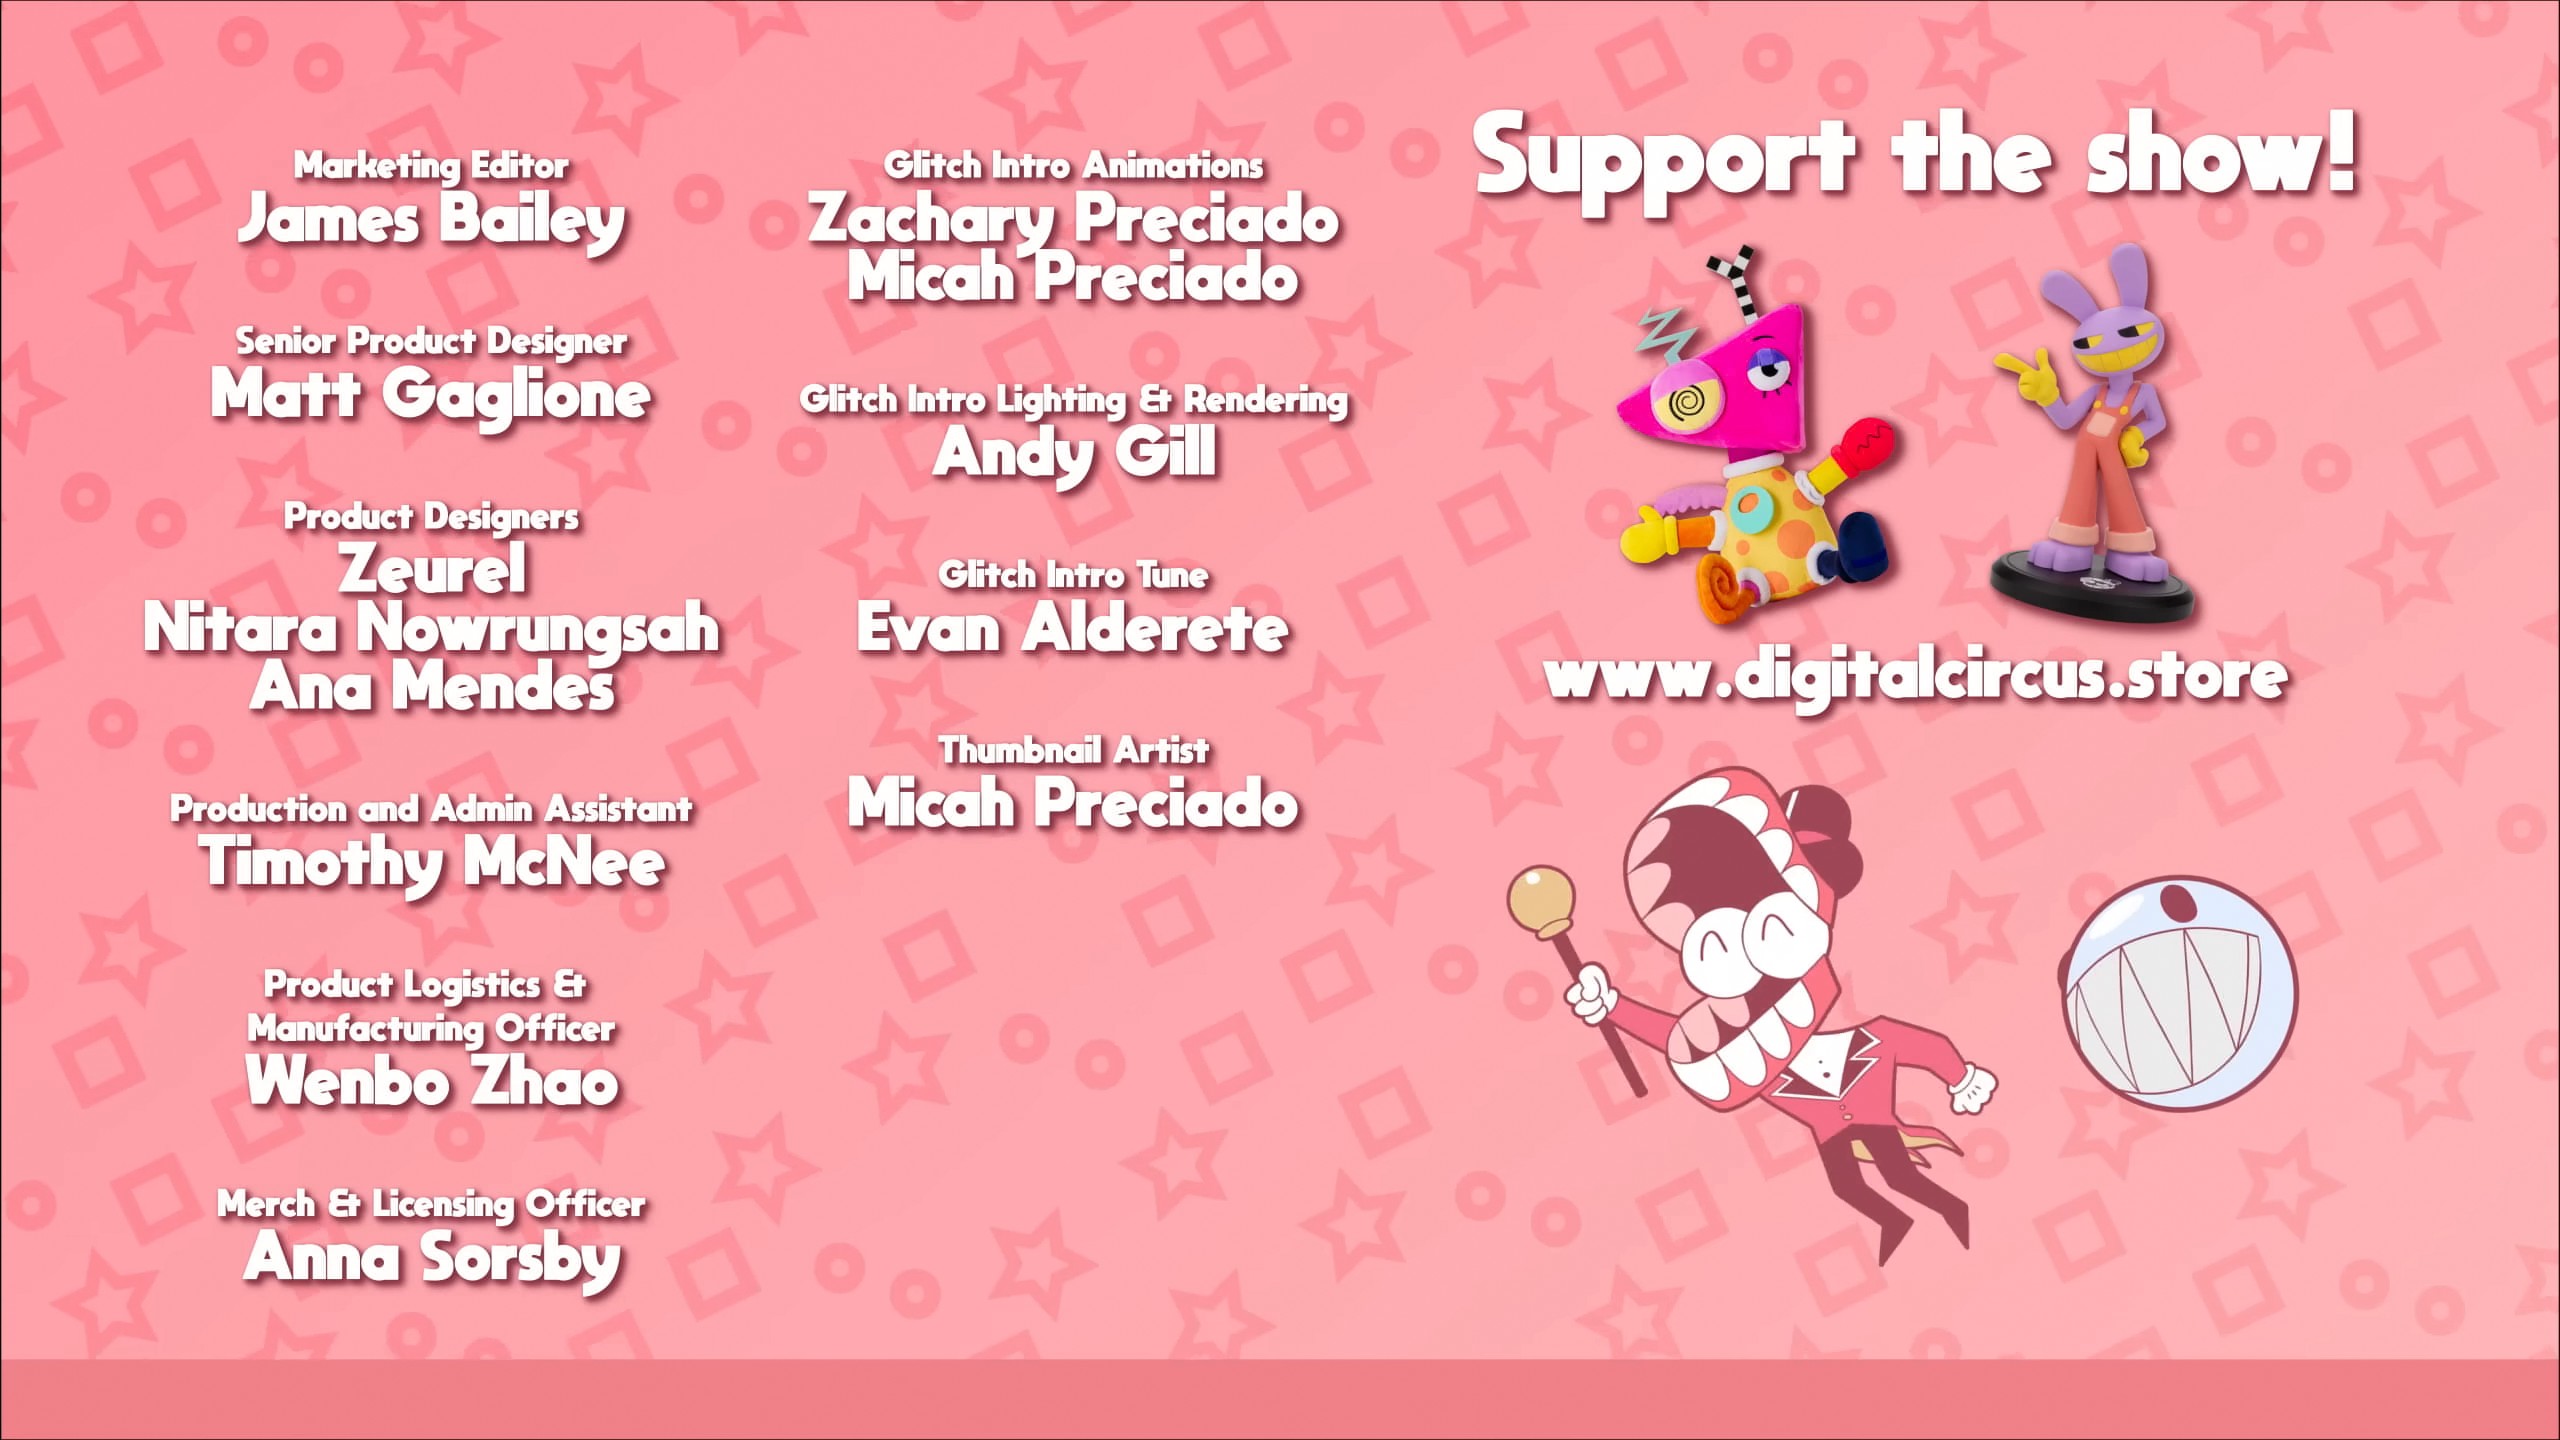 Marketing Editor
James Bailey
Senior Product Designer
Matt Gaglione
Product Designers
Zeurel
Nitara Nowrungsah
Ana Mendes
Production and Admin Assistant
Timothy McNee
Product Logistics &
Manufacturing Officer
Wenbo Zhao
Merch & Licensing Officer
Anna Sorsby
Glitch Intro Animations
Zachary Preciado
Micah Preciado
Glitch Intro Lighting & Rendering
Andy Gill
Glitch Intro Tune
Evan Alderete
Thumbnail Artist
Micah Preciado
Support the show!
www.digitalcircus.store